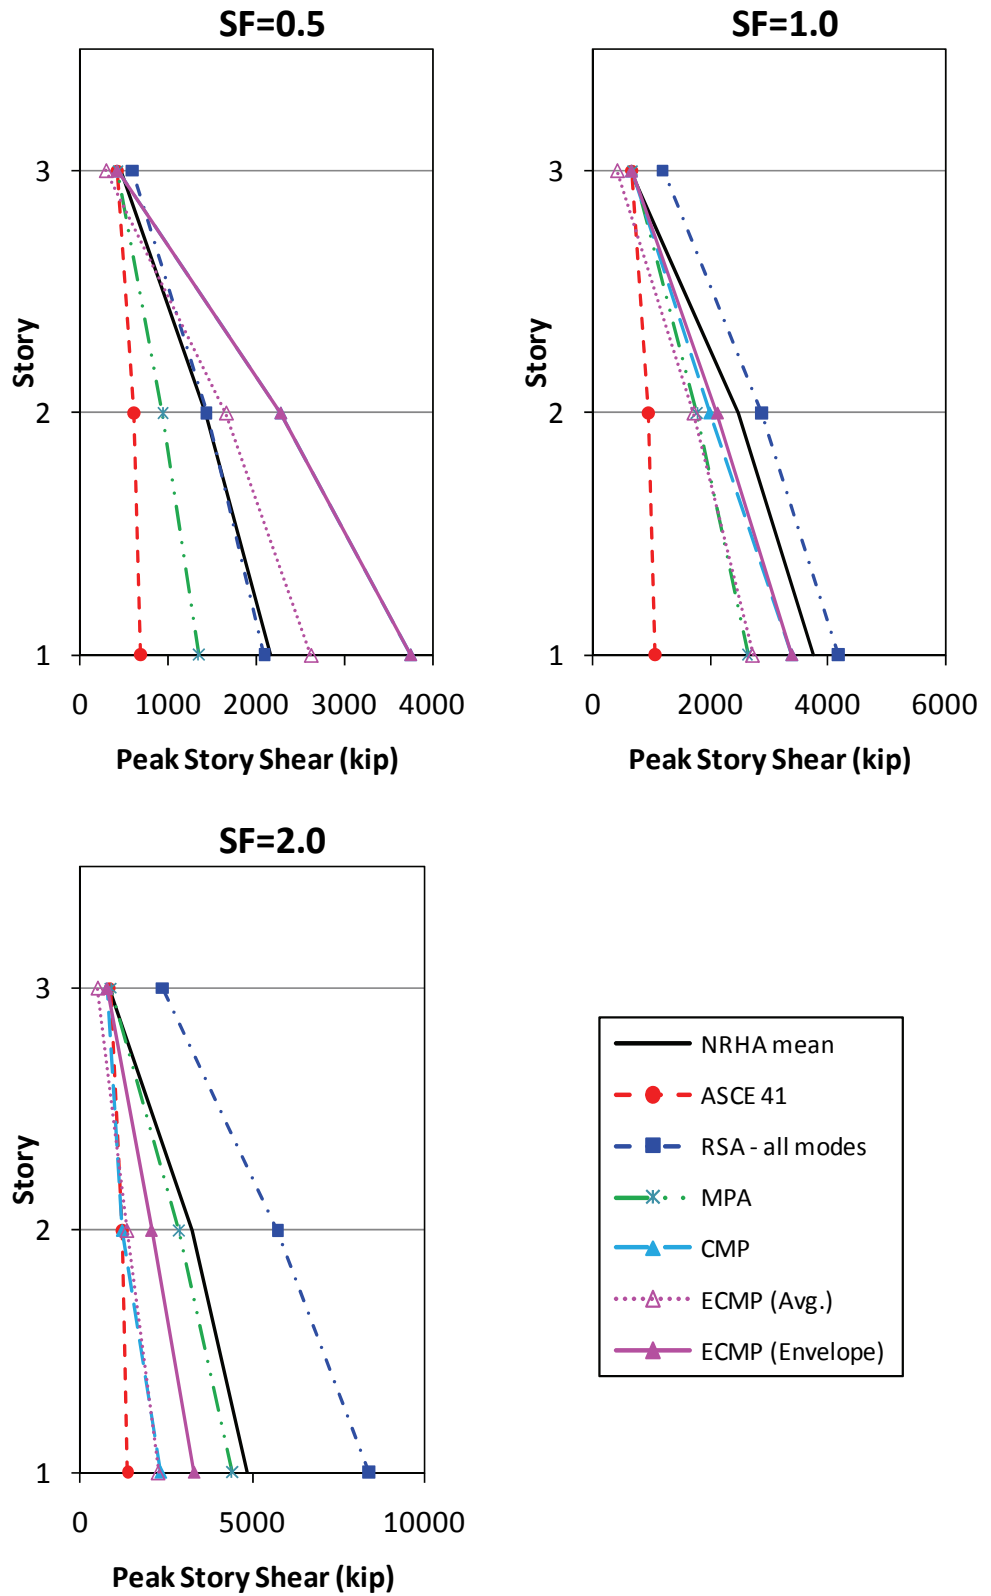 SF=0.5
3
2
1
Story
0 1000 2000 3000 4000
Peak Story Shear (kip)
SF=1.0
3
2
1
Story
0 2000 4000 6000
Peak Story Shear (kip)
SF=2.0
3
2
1
Story
0 5000 10000
Peak Story Shear (kip)
NRHA mean
ASCE 41
RSA - all modes
MPA
CMP
ECMP (Avg.)
ECMP (Envelope)